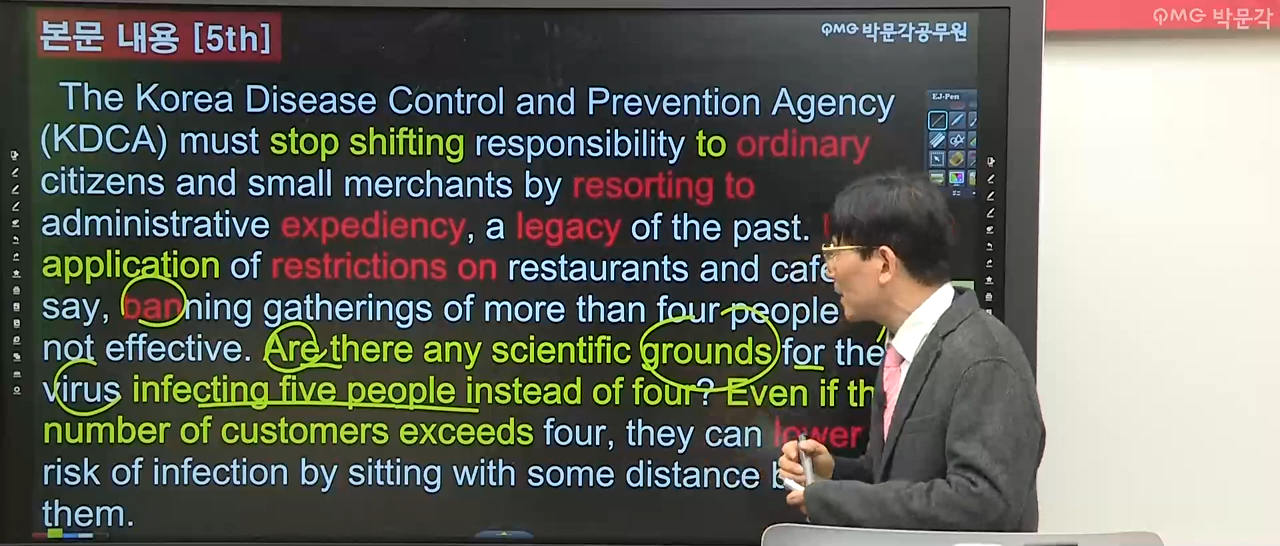 본문 내용 [5th]
박문각공무원
박문각
EJ-Pen
The Korea Disease Control and Prevention Agency
(KDCA) must stop shifting responsibility to ordinary
citizens and small merchants by resorting to
administrative expediency, a legacy of the past.
application of restrictions on restaurants and
say, banning gatherings of more than four people
not effective. Are there any scientific grounds for the
virus infecting five people instead of four? Even if
number of customers exceeds four, they can lower
risk of infection by sitting with some distance
them.